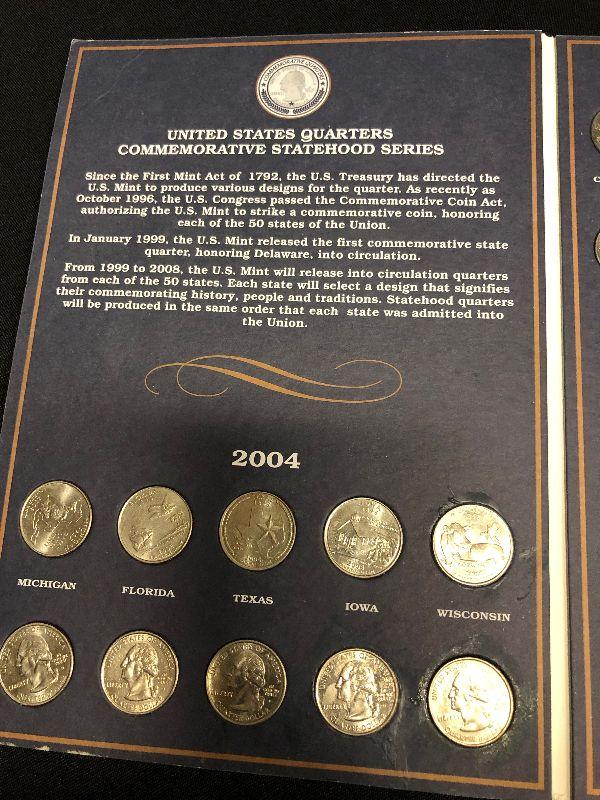 COMMEMORATIVE QUARTERS
UNITED STATES QUARTERS
COMMEMORATIVE STATEHOOD SERIES
Since the First Mint Act of 1792, the U.S. Treasury has directed the
U.S. Mint to produce various designs for the quarter. As recently as
October 1996, the U.S. Congress passed the Commemorative Coin Act,
authorizing the U.S. Mint to strike a commemorative coin, honoring
each of the 50 states of the Union.
In January 1999, the U.S. Mint released the first commemorative state
quarter, honoring Delaware, into circulation.
From 1999 to 2008, the U.S. Mint will release into circulation quarters
from each of the 50 states. Each state will select a design that signifies
their commemorating history, people and traditions. Statehood quarters
will be produced in the same order that each state was admitted into
the Union.
2004
MICHIGAN
FLORIDA
TEXAS
IOWA
WISCONSIN